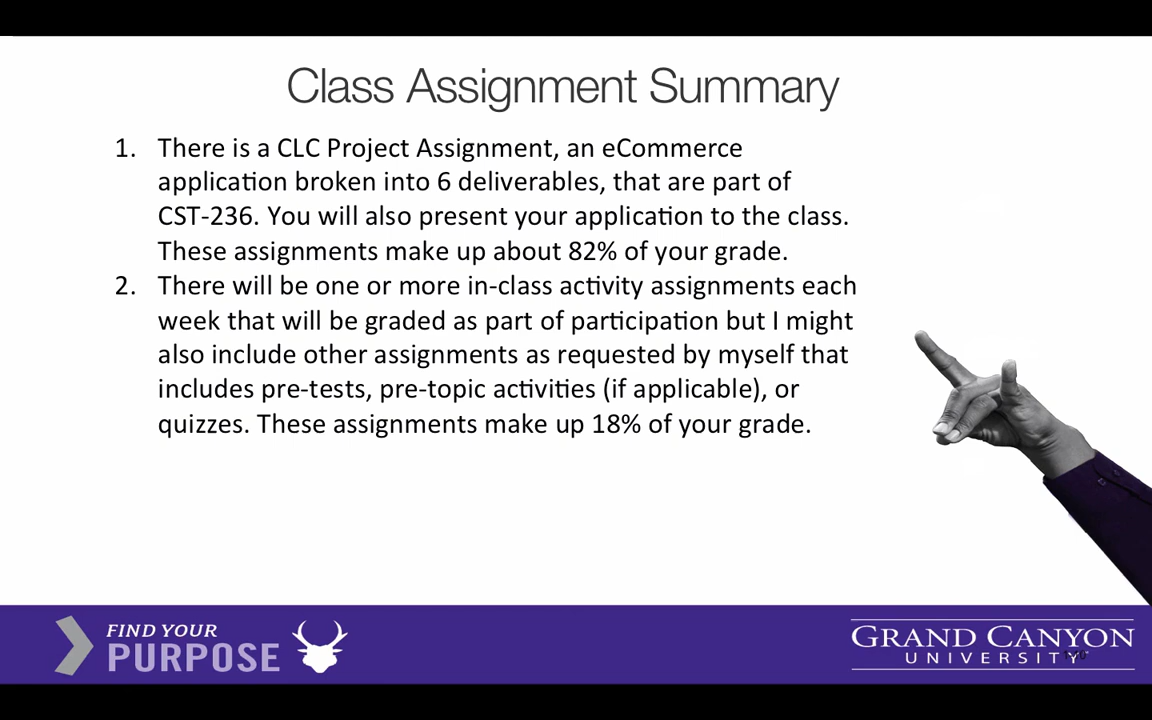 Class Assignment Summary
1. There is a CLC Project Assignment, an eCommerce
application broken into 6 deliverables, that are part of
CST-236. You will also present your application to the class.
These assignments make up about 82% of your grade.
2. There will be one or more in-class activity assignments each
week that will be graded as part of participation but I might
also include other assignments as requested by myself that
includes pre-tests, pre-topic activities (if applicable), or
quizzes. These assignments make up 18% of your grade.
FIND YOUR
PURPOSE
GRAND CANYON
UNIVERSITY